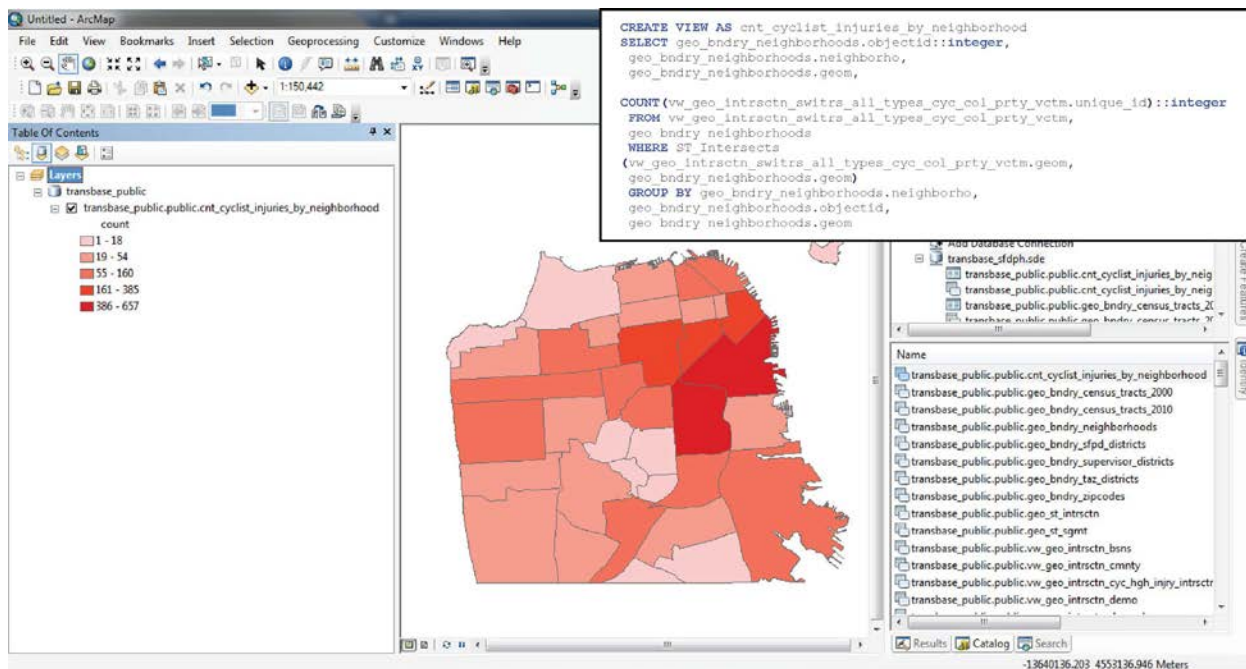 Untitled - ArcMap
File Edit View Bookmarks Insert Selection Geoprocessing Customize Windows Help
1:150,442
Table Of Contents
Layers
transbase_public
transbase_public.public.cnt_cyclist_injuries_by_neighborhood
count
1 - 18
19 - 54
55 - 160
161 - 385
386 - 657
CREATE VIEW AS cnt_cyclist_injuries_by_neighborhood
SELECT geo_bndry_neighborhoods.objectid::integer,
geo_bndry_neighborhoods.neighborho,
geo_bndry_neighborhoods.geom,
COUNT(vw_geo_intrsctn_switrs_all_types_cyc_col_prty_vctm.unique_id)::integer
FROM vw_geo_intrsctn_switrs_all_types_cyc_col_prty_vctm,
geo_bndry_neighborhoods
WHERE ST_Intersects
(vw_geo_intrsctn_switrs_all_types_cyc_col_prty_vctm.geom,
geo_bndry_neighborhoods.geom)
GROUP BY geo_bndry_neighborhoods.neighborho,
geo_bndry_neighborhoods.objectid,
geo_bndry_neighborhoods.geom
Add Database Connection
transbase_sfdph.sde
transbase_public.public.cnt_cyclist_injuries_by_neig
transbase_public.public.cnt_cyclist_injuries_by_neig
transbase_public.public.geo_bndry_census_tracts_20
transbase_public.public.geo_bndry_census_tracts_20
Create Features
Identify
Name
transbase_public.public.cnt_cyclist_injuries_by_neighborhood
transbase_public.public.geo_bndry_census_tracts_2000
transbase_public.public.geo_bndry_census_tracts_2010
transbase_public.public.geo_bndry_neighborhoods
transbase_public.public.geo_bndry_sfpd_districts
transbase_public.public.geo_bndry_supervisor_districts
transbase_public.public.geo_bndry_taz_districts
transbase_public.public.geo_bndry_zipcodes
transbase_public.public.geo_st_intrsctn
transbase_public.public.geo_st_sgmt
transbase_public.public.vw_geo_intrsctn_bsns
transbase_public.public.vw_geo_intrsctn_cmnty
transbase_public.public.vw_geo_intrsctn_cyc_hgh_injry_intrsctr
transbase_public.public.vw_geo_intrsctn_demo
Results Catalog Search
-13640136.203 4553136.946 Meters